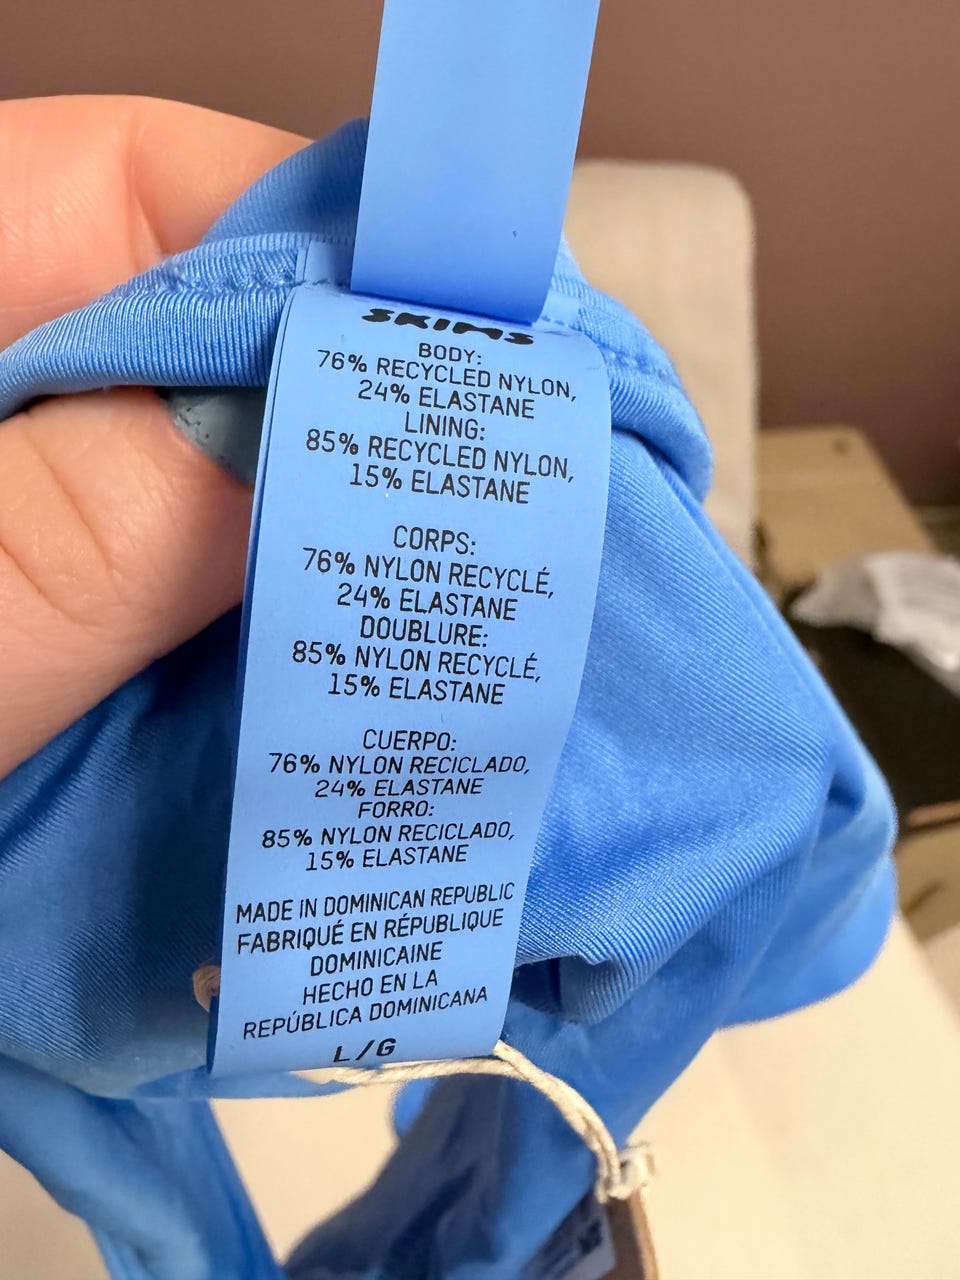 SKIMS
BODY:
76% RECYCLED NYLON,
24% ELASTANE
LINING:
85% RECYCLED NYLON,
15% ELASTANE
CORPS:
76% NYLON RECYCLÉ,
24% ELASTANE
DOUBLURE:
85% NYLON RECYCLÉ,
15% ELASTANE
CUERPO:
76% NYLON RECICLADO,
24% ELASTANE
FORRO:
85% NYLON RECICLADO,
15% ELASTANE
MADE IN DOMINICAN REPUBLIC
FABRIQUÉ EN RÉPUBLIQUE
DOMINICAINE
HECHO EN LA
REPÚBLICA DOMINICANA
L/G